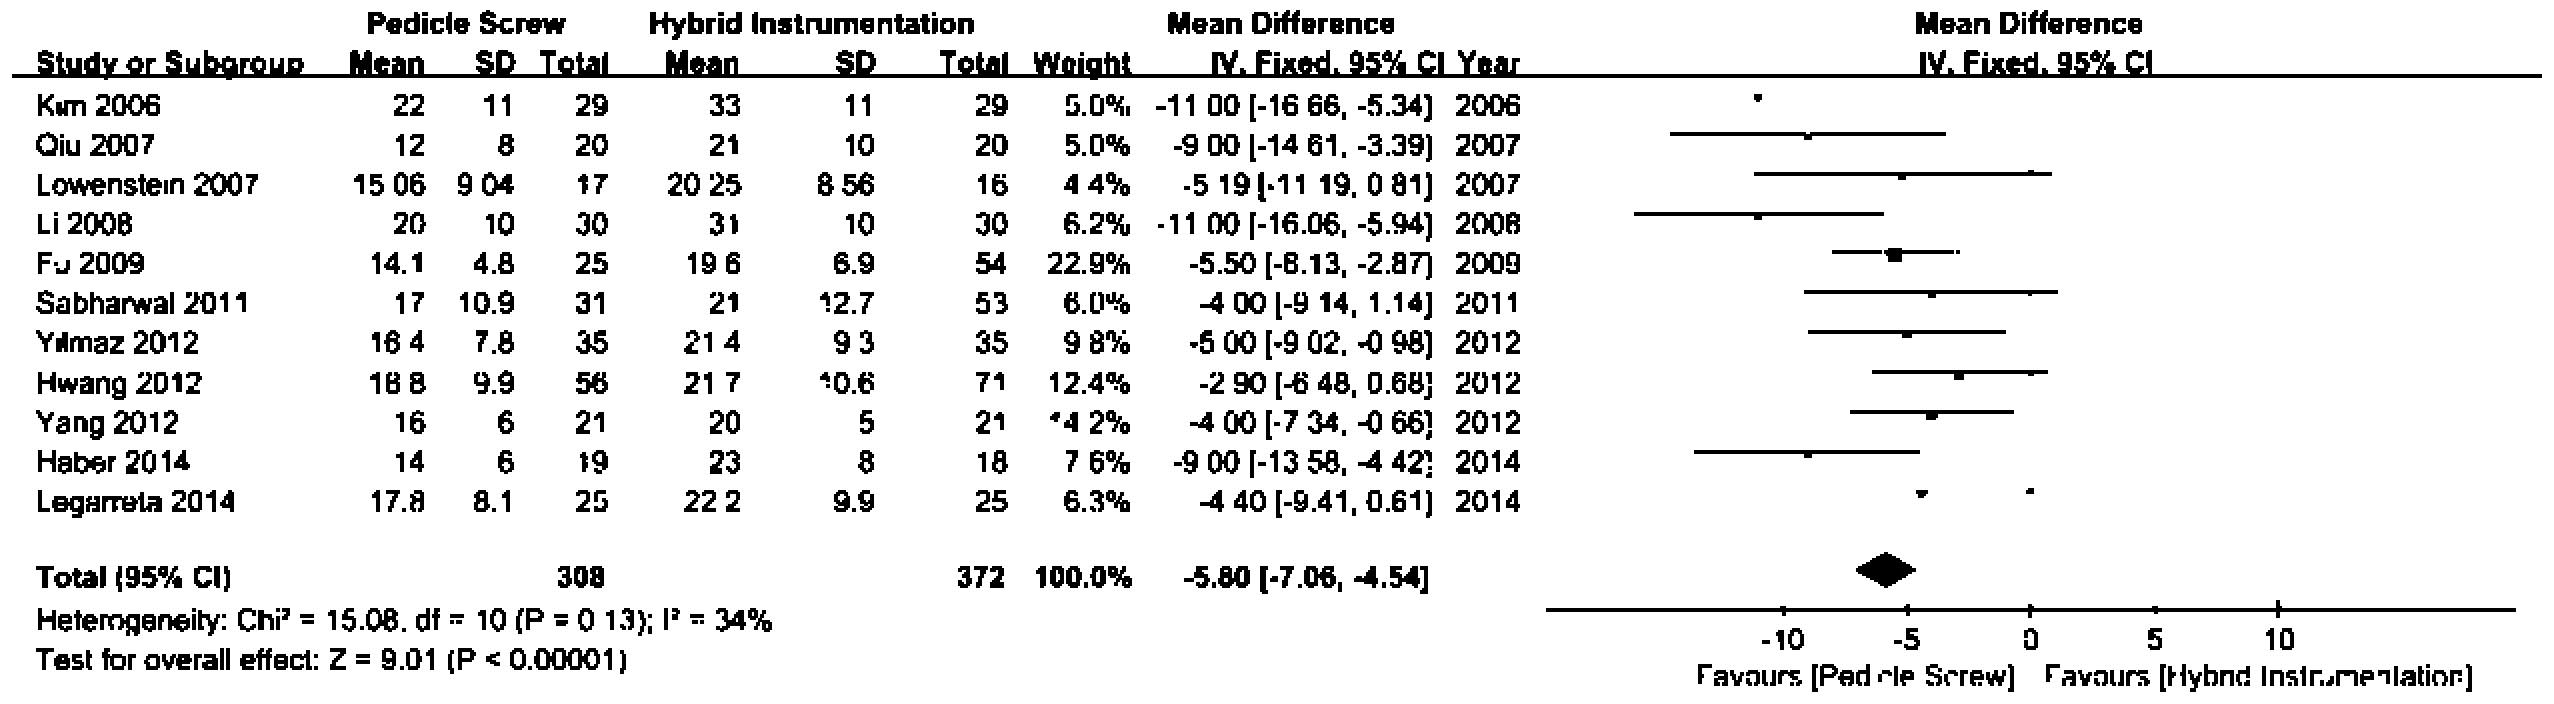 Pedicle Screw Hybrid Instrumentation Mean Difference Mean Difference
Study or Subgroup Mean SD Total Mean SD Total Weight IV, Fixed, 95% CI Year IV, Fixed, 95% CI
Kim 2006 22 11 29 33 11 29 5.0% -11.00 [-16.66, -5.34] 2006
Qiu 2007 12 8 20 21 10 20 5.0% -9.00 [-14.61, -3.39] 2007
Lowenstein 2007 15.06 9.04 17 20.25 8.56 16 4.4% -5.19 [-11.19, 0.81] 2007
Li 2008 20 10 30 31 10 30 6.2% -11.00 [-16.06, -5.94] 2008
Fu 2009 14.1 4.8 25 19.6 6.9 54 22.9% -5.50 [-8.13, -2.87] 2009
Sabharwal 2011 17 10.9 31 21 12.7 53 6.0% -4.00 [-9.14, 1.14] 2011
Yilmaz 2012 16.4 7.8 35 21.4 9.3 35 9.8% -5.00 [-9.02, -0.98] 2012
Hwang 2012 18.8 9.9 56 21.7 10.6 71 12.4% -2.90 [-6.48, 0.68] 2012
Yang 2012 16 6 21 20 5 21 14.2% -4.00 [-7.34, -0.66] 2012
Haber 2014 14 6 19 23 8 18 7.6% -9.00 [-13.58, -4.42] 2014
Legarreta 2014 17.8 8.1 25 22.2 9.9 25 6.3% -4.40 [-9.41, 0.61] 2014
Total (95% CI) 308 372 100.0% -5.80 [-7.06, -4.54]
Heterogeneity: Chi² = 15.08, df = 10 (P = 0.13); I² = 34%
Test for overall effect: Z = 9.01 (P < 0.00001)
-10 -5 0 5 10
Favours [Pedicle Screw] Favours [Hybrid Instrumentation]